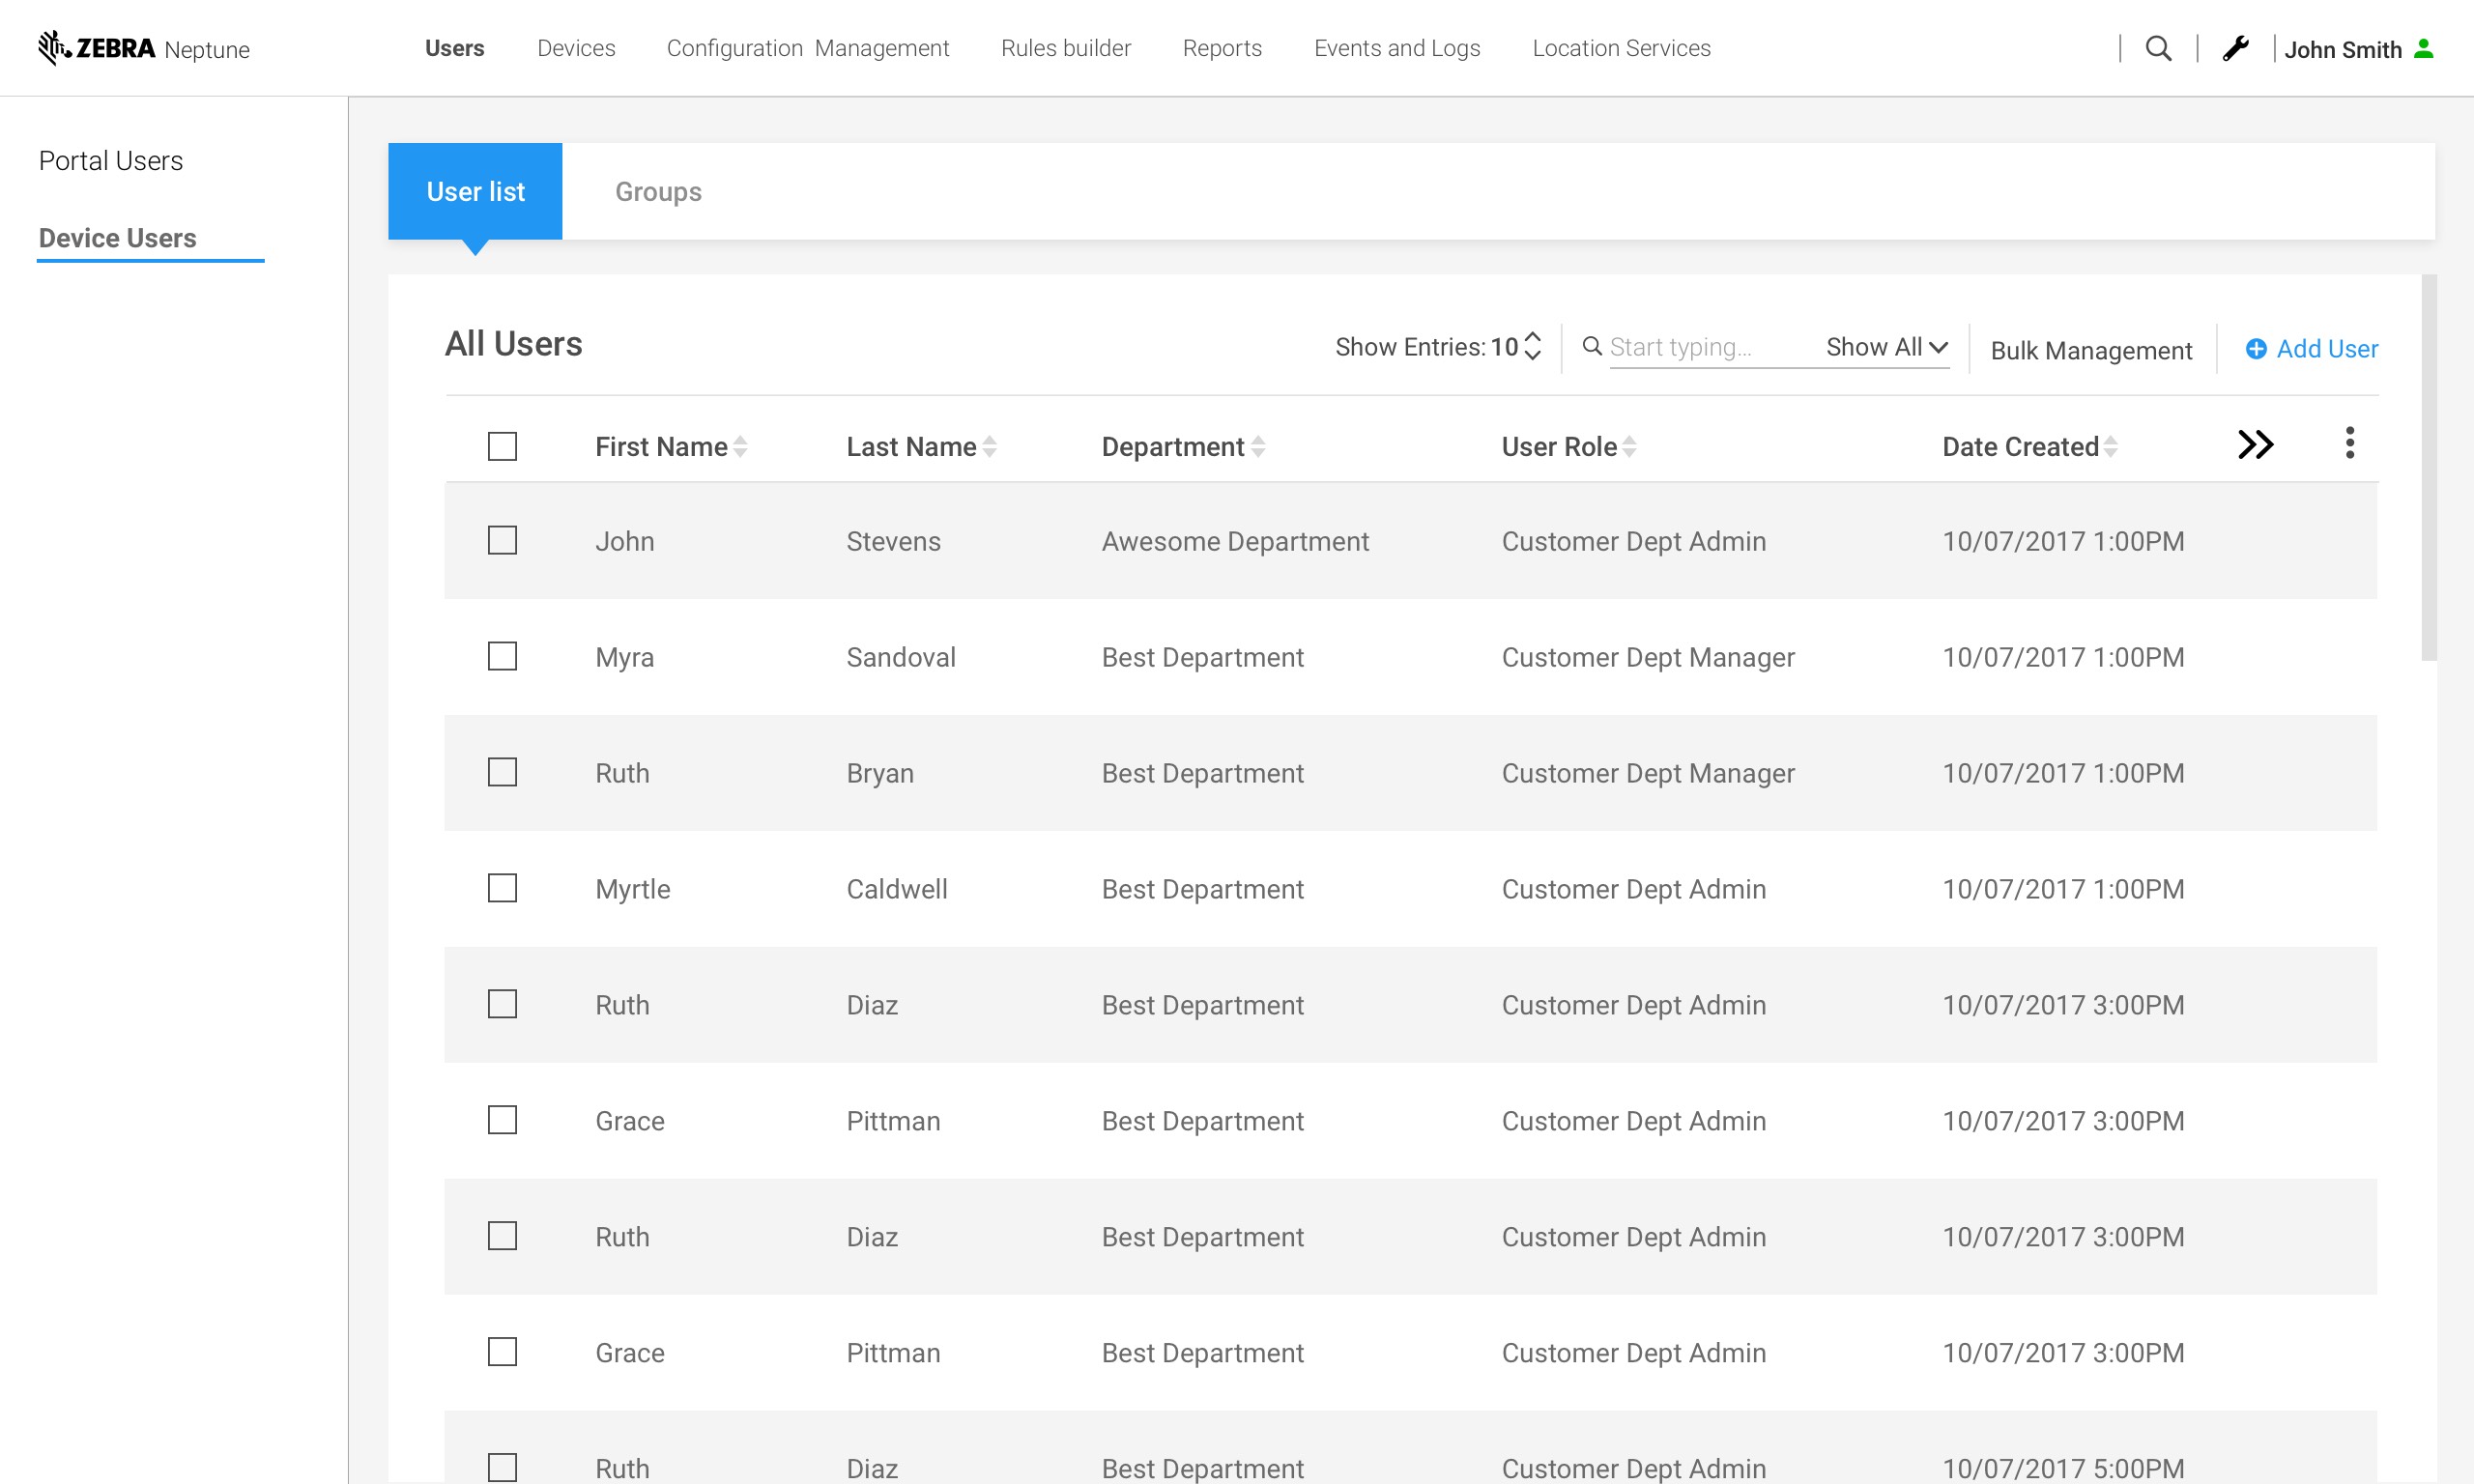 ZEBRA Neptune Users Devices Configuration Management Rules builder Reports Events and Logs Location Services John Smith
Portal Users
Device Users
User list Groups
All Users Show Entries: 10 Start typing... Show All Bulk Management Add User
First Name Last Name Department User Role Date Created
John Stevens Awesome Department Customer Dept Admin 10/07/2017 1:00PM
Myra Sandoval Best Department Customer Dept Manager 10/07/2017 1:00PM
Ruth Bryan Best Department Customer Dept Manager 10/07/2017 1:00PM
Myrtle Caldwell Best Department Customer Dept Admin 10/07/2017 1:00PM
Ruth Diaz Best Department Customer Dept Admin 10/07/2017 3:00PM
Grace Pittman Best Department Customer Dept Admin 10/07/2017 3:00PM
Ruth Diaz Best Department Customer Dept Admin 10/07/2017 3:00PM
Grace Pittman Best Department Customer Dept Admin 10/07/2017 3:00PM
Ruth Diaz Best Department Customer Dept Admin 10/07/2017 5:00PM